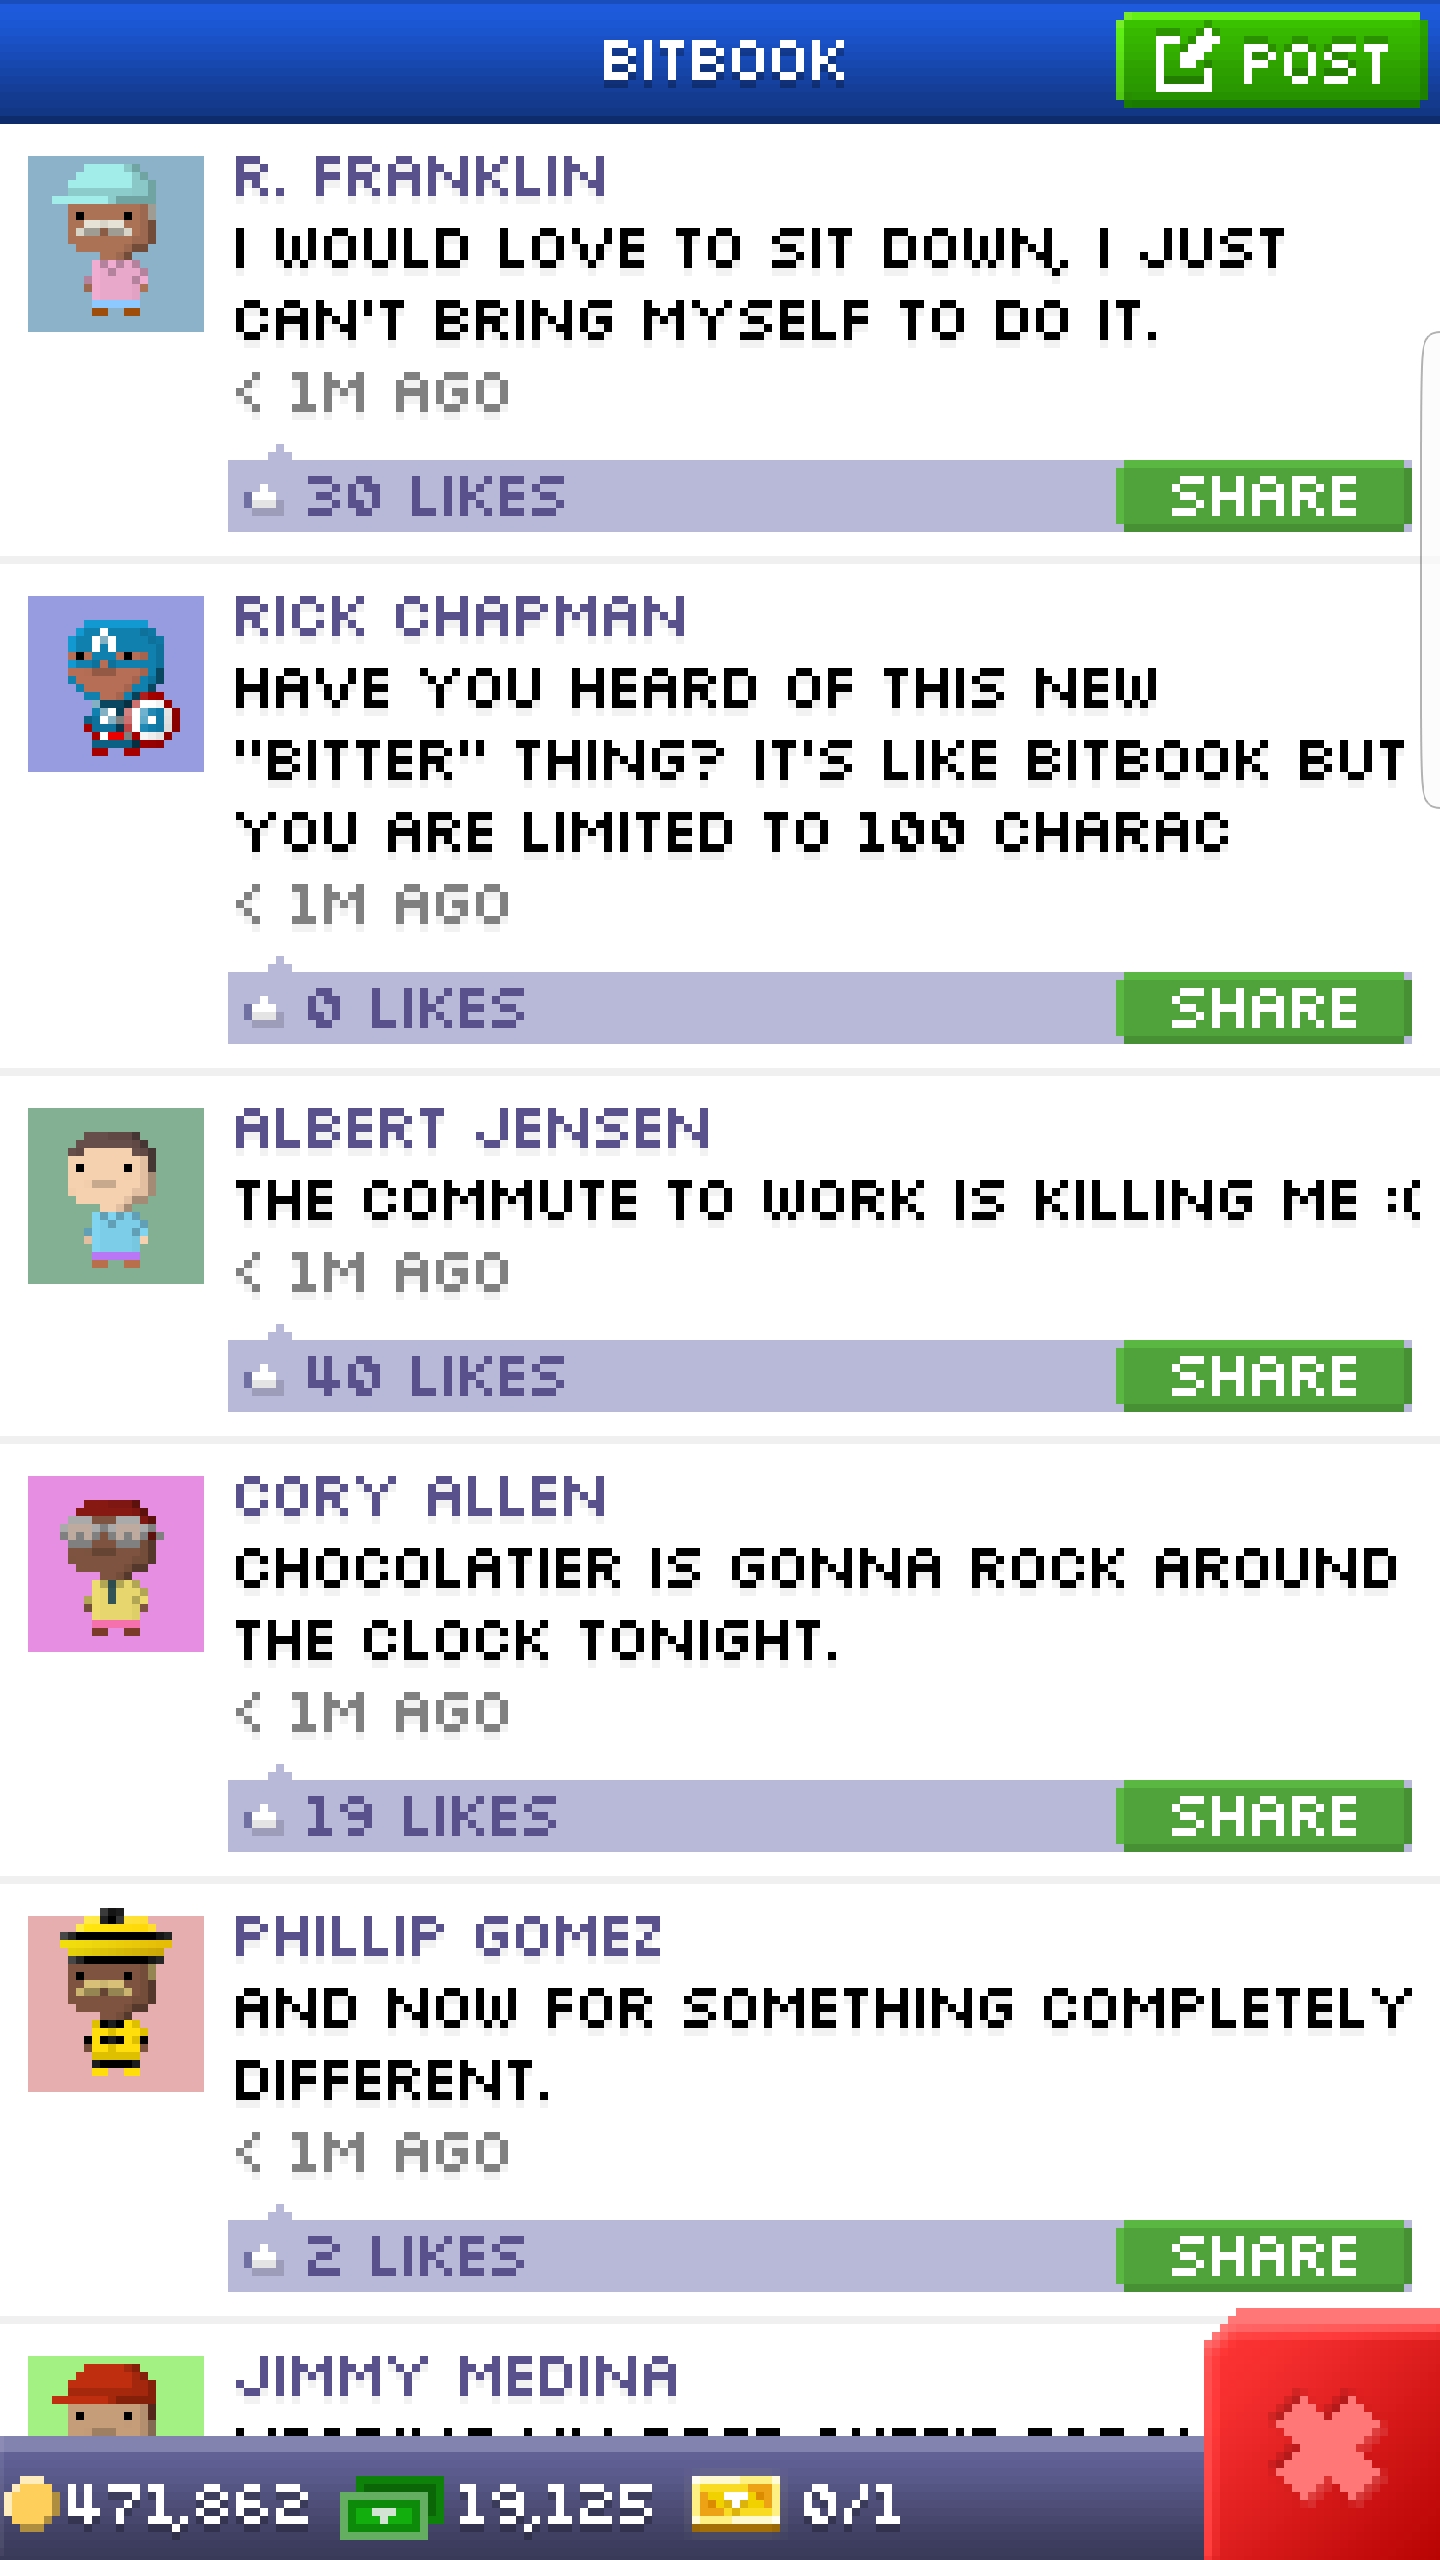 BITBOOK
POST
R. FRANKLIN
I WOULD LOVE TO SIT DOWN, I JUST
CAN'T BRING MYSELF TO DO IT.
< 1M AGO
30 LIKES
SHARE
RICK CHAPMAN
HAVE YOU HEARD OF THIS NEW
"BITTER" THING? IT'S LIKE BITBOOK BUT
YOU ARE LIMITED TO 100 CHARAC
< 1M AGO
0 LIKES
SHARE
ALBERT JENSEN
THE COMMUTE TO WORK IS KILLING ME :(
< 1M AGO
40 LIKES
SHARE
CORY ALLEN
CHOCOLATIER IS GONNA ROCK AROUND
THE CLOCK TONIGHT.
< 1M AGO
19 LIKES
SHARE
PHILLIP GOMEZ
AND NOW FOR SOMETHING COMPLETELY
DIFFERENT.
< 1M AGO
2 LIKES
SHARE
JIMMY MEDINA
471,862
19,125
0/1